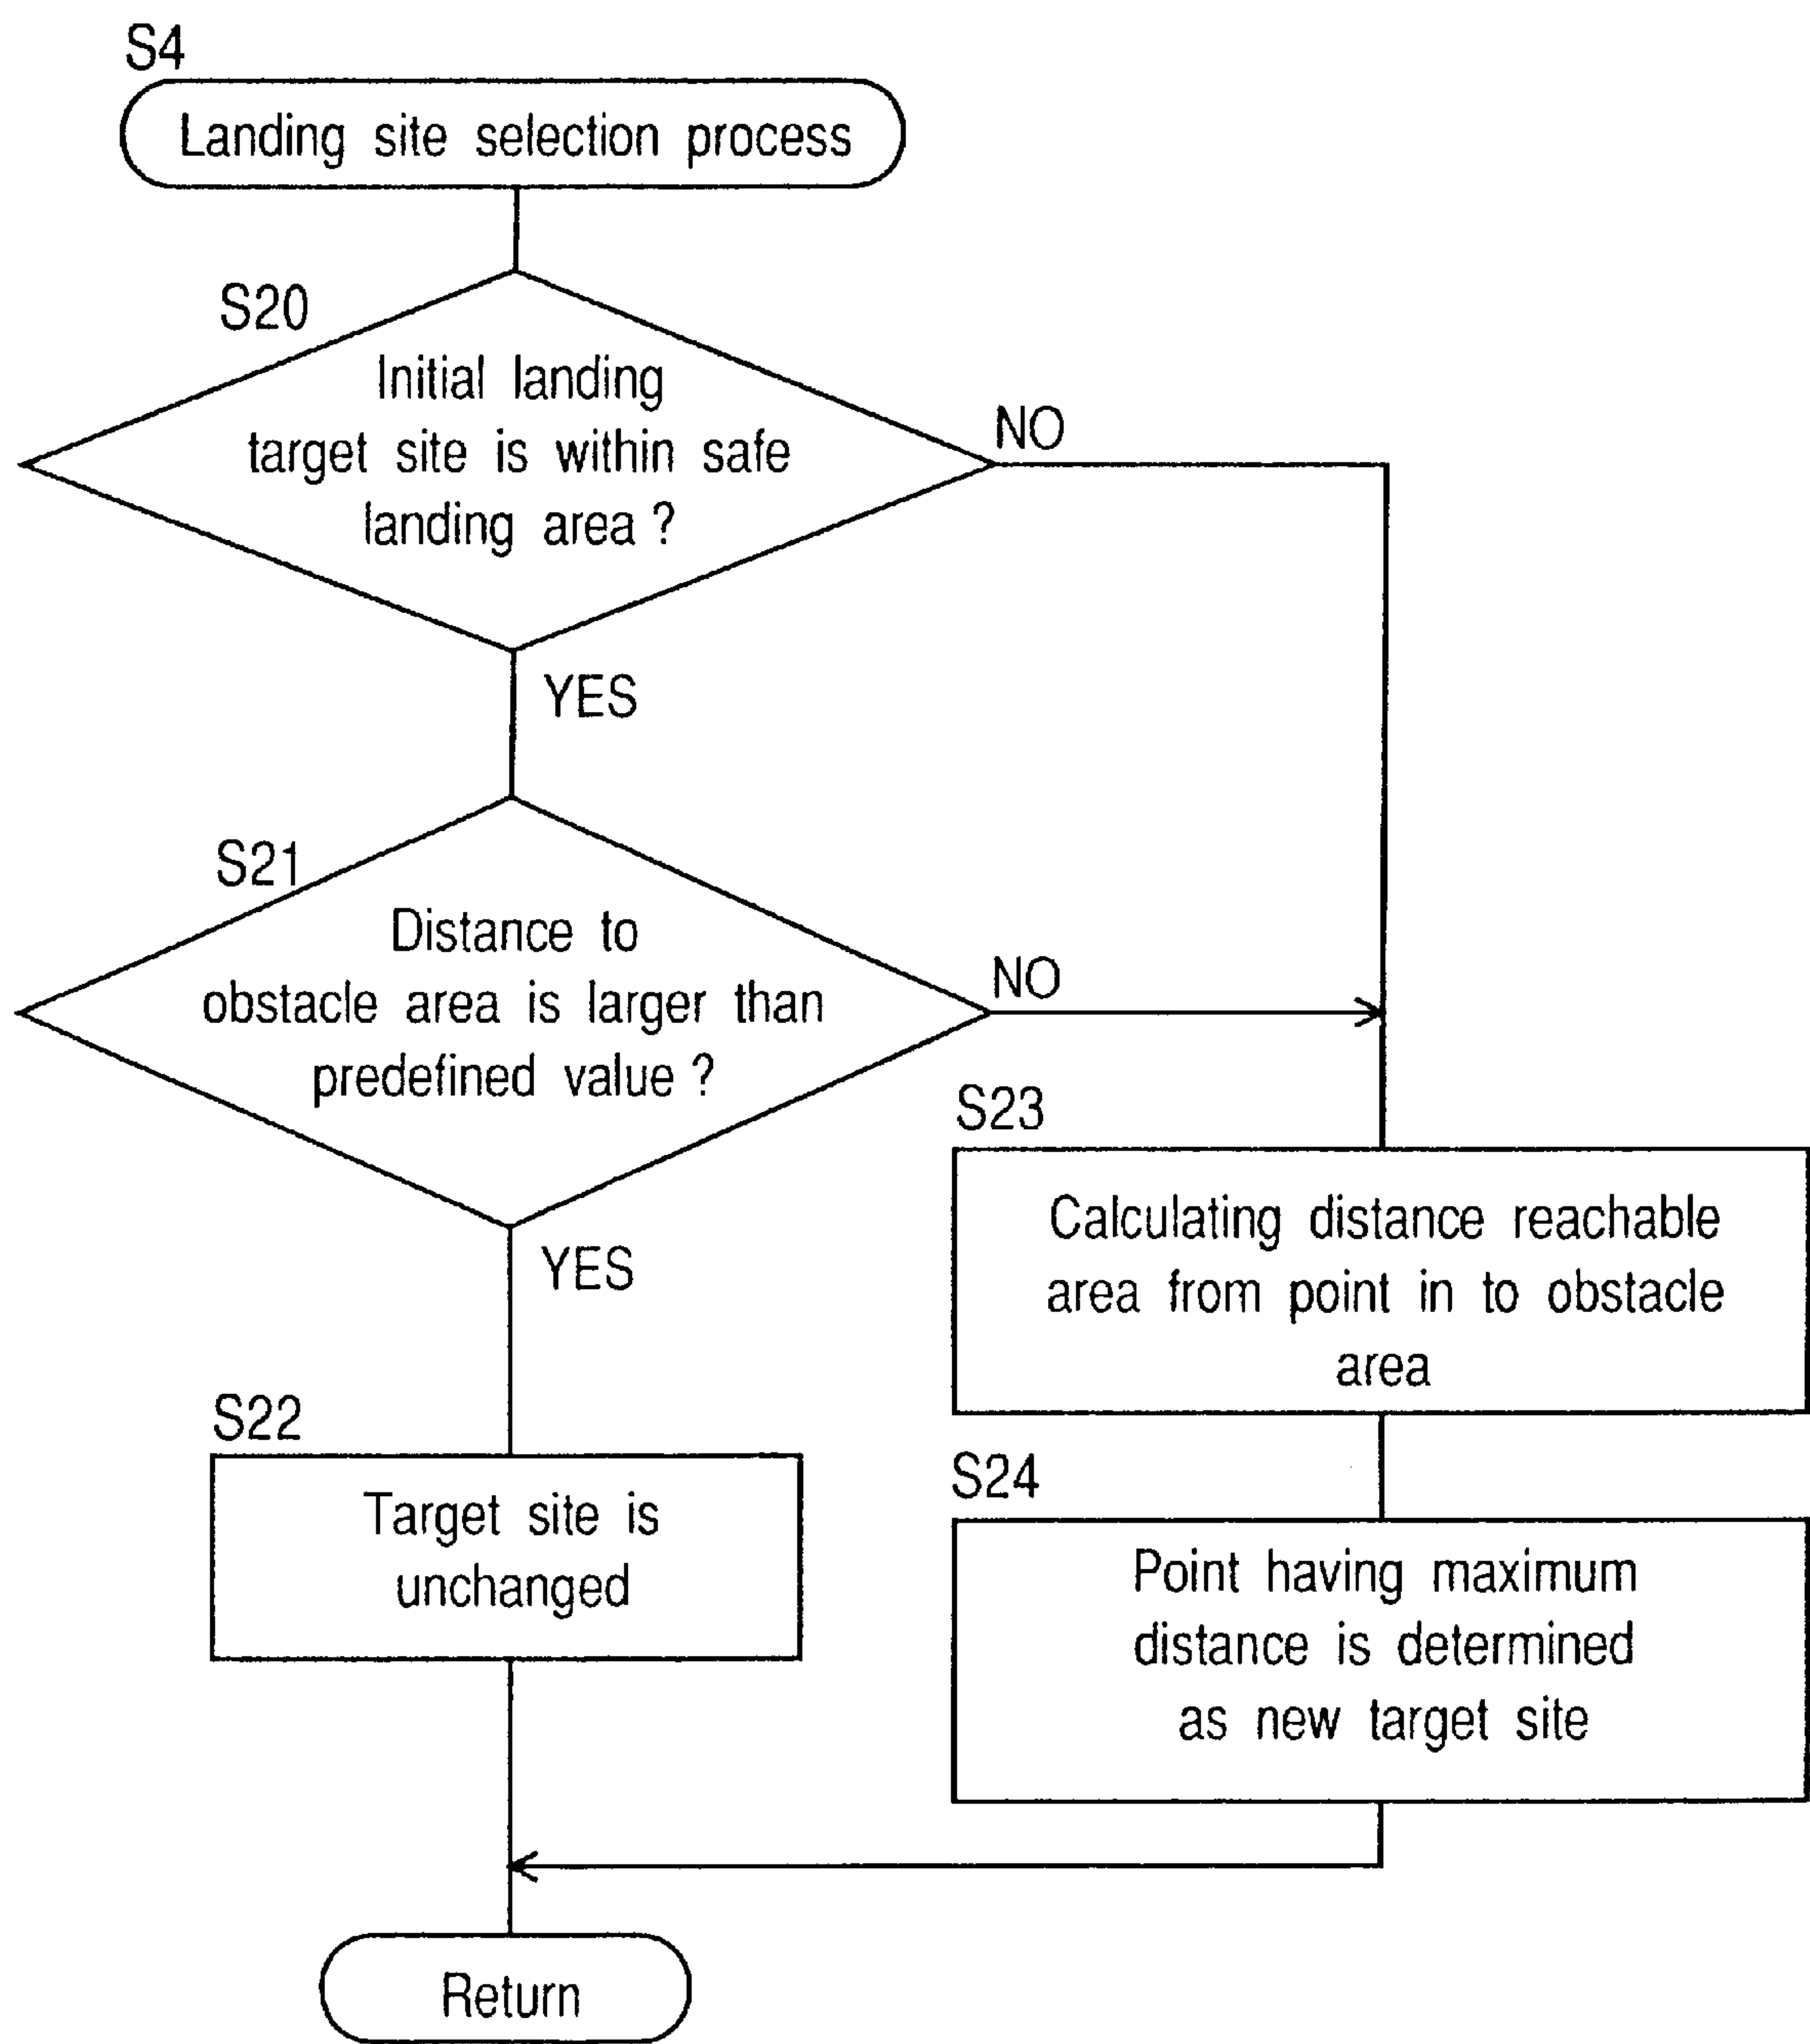 S4
Landing site selection process
S20
Initial landing
target site is within safe
landing area ?
NO
YES
S21
Distance to
obstacle area is larger than
predefined value ?
NO
YES
S23
Calculating distance reachable
area from point in to obstacle
area
S22
Target site is
unchanged
S24
Point having maximum
distance is determined
as new target site
Return